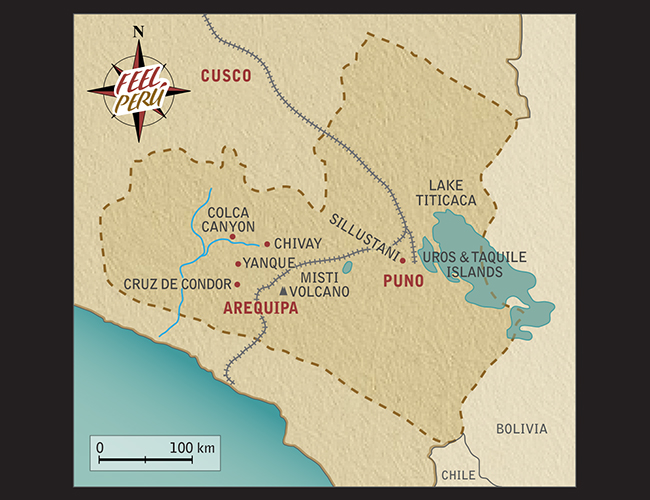 N
FEEL
PERÚ
CUSCO
LAKE
TITICACA
COLCA
CANYON
SILLUSTANI
CHIVAY
YANQUE
UROS & TAQUILE
ISLANDS
MISTI
VOLCANO
CRUZ DE CONDOR
PUNO
AREQUIPA
BOLIVIA
0 100 km
CHILE